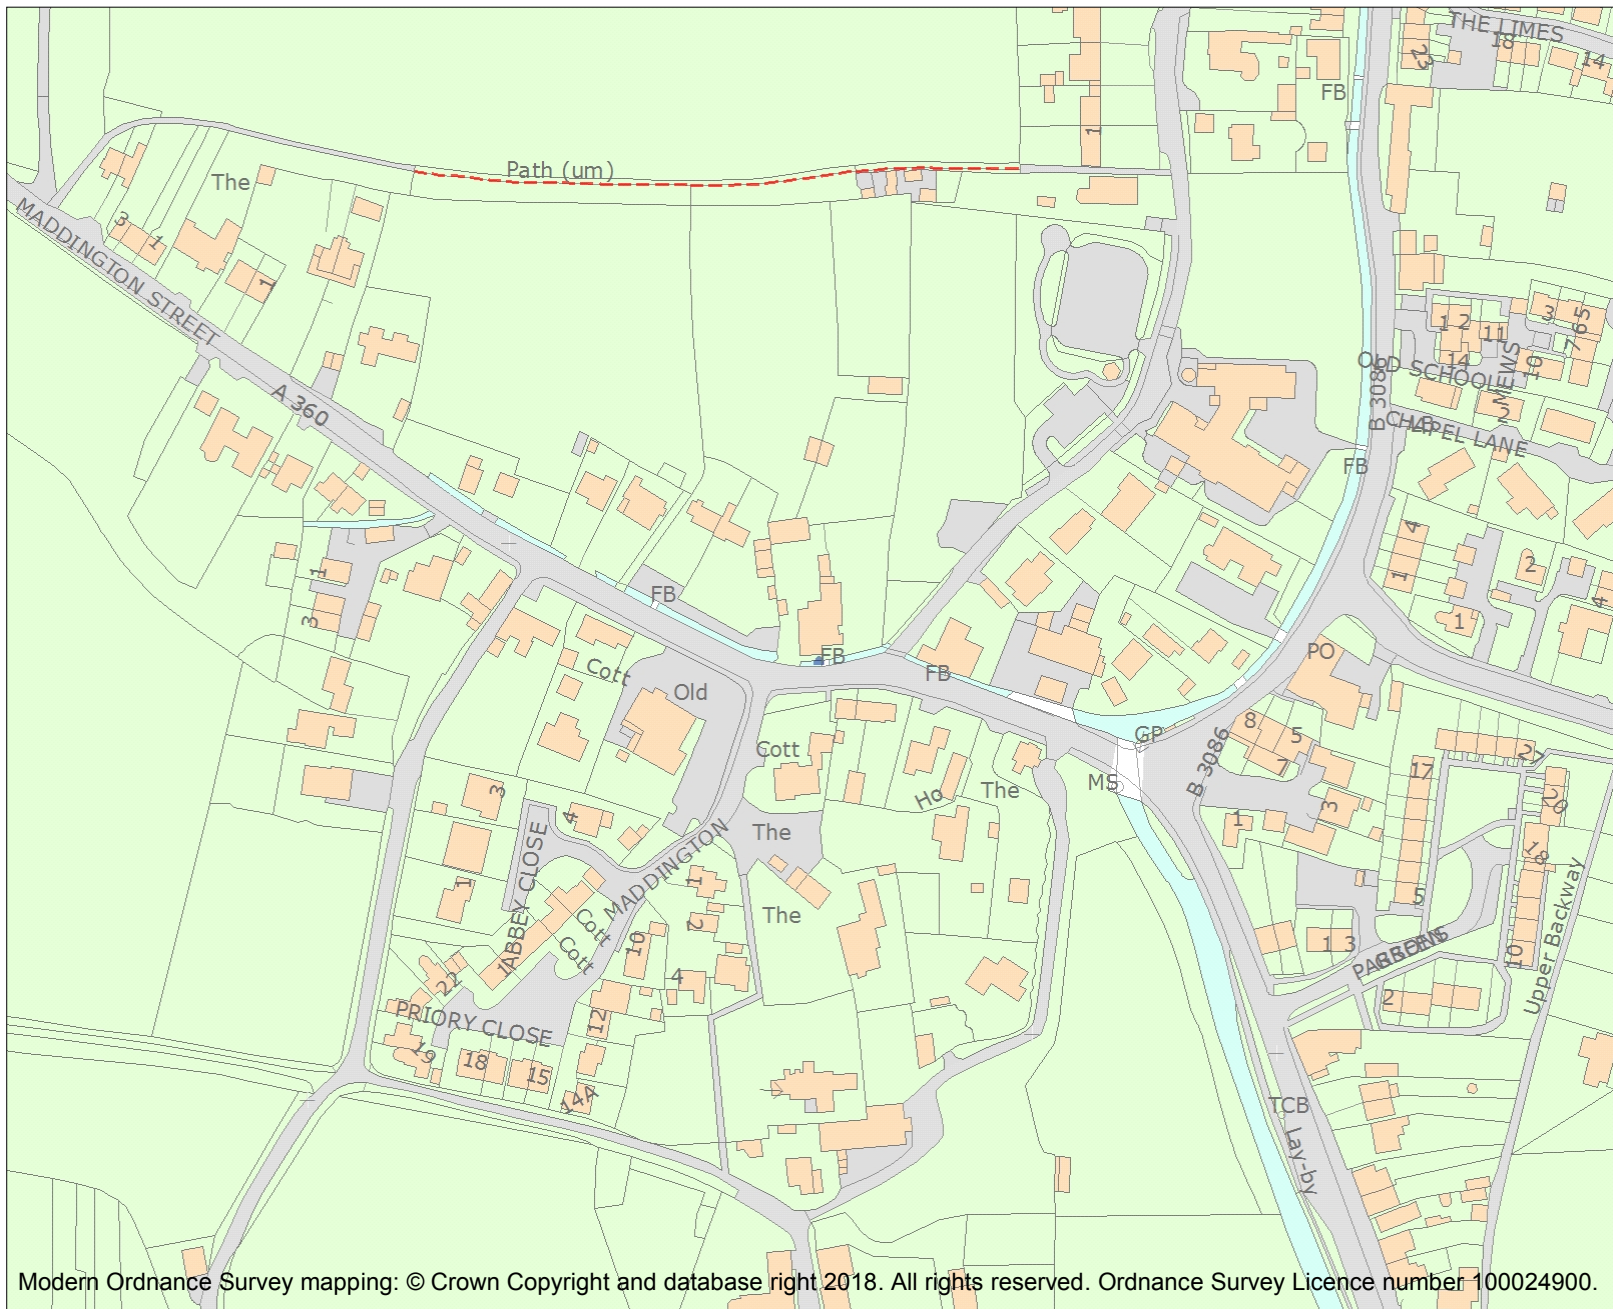 THE LIMES
18
23
14
FB
1
Path (um)
The
3
1
1
MADDINGTON STREET
A 360
3
1 2
11
5
6
7
14
10
OLD SCHOOL
MEWS
2
B 3086
CHAPEL LANE
FB
4
1
2
4
1
1
3
FB
FB
FB
PO
Cott
Old
Cott
GP
MS
B 3086
8
5
7
3
1
17
27
20
18
5
10
The
Ho
The
The
3
4
1
ABBEY CLOSE
MADDINGTON
1
2
Cott
Cott
10
4
1
22
12
PRIORY CLOSE
19
18
15
14A
1 3
PARSONS
GREEN
2
Upper Backway
TCB
Lay-by
Modern Ordnance Survey mapping: © Crown Copyright and database right 2018. All rights reserved. Ordnance Survey Licence number 100024900.